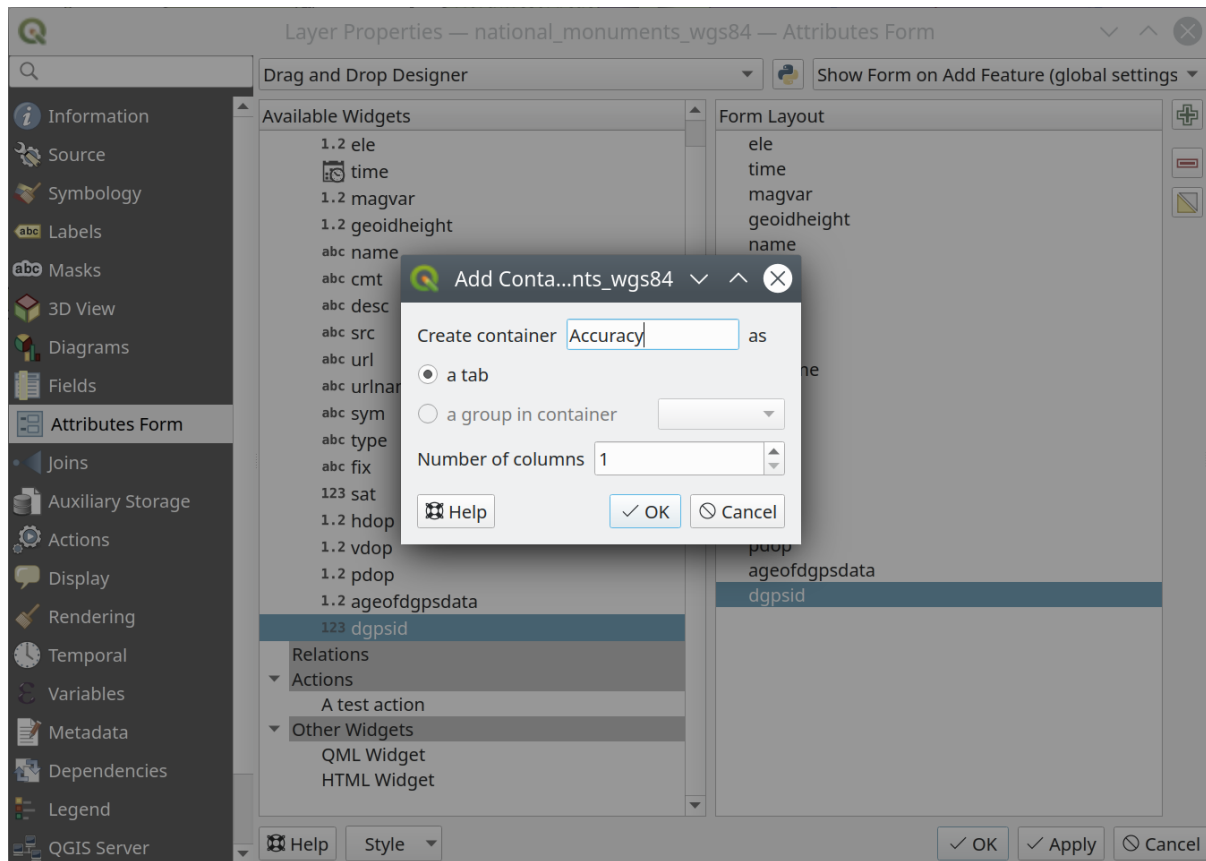 Layer Properties — national_monuments_wgs84 — Attributes Form
Drag and Drop Designer
Show Form on Add Feature (global settings
Information
Source
Symbology
abc Labels
abc Masks
3D View
Diagrams
Fields
Attributes Form
Joins
Auxiliary Storage
Actions
Display
Rendering
Temporal
Variables
Metadata
Dependencies
Legend
QGIS Server
Available Widgets
1.2 ele
time
1.2 magvar
1.2 geoidheight
abc name
abc cmt
abc desc
abc src
abc url
abc urlnar
abc sym
abc type
abc fix
123 sat
1.2 hdop
1.2 vdop
1.2 pdop
1.2 ageofdgpsdata
123 dgpsid
Relations
Actions
A test action
Other Widgets
QML Widget
HTML Widget
Form Layout
ele
time
magvar
geoidheight
name
ne
pdop
ageofdgpsdata
dgpsid
Add Conta...nts_wgs84
Create container Accuracy as
a tab
a group in container
Number of columns 1
Help OK Cancel
Help Style OK Apply Cancel